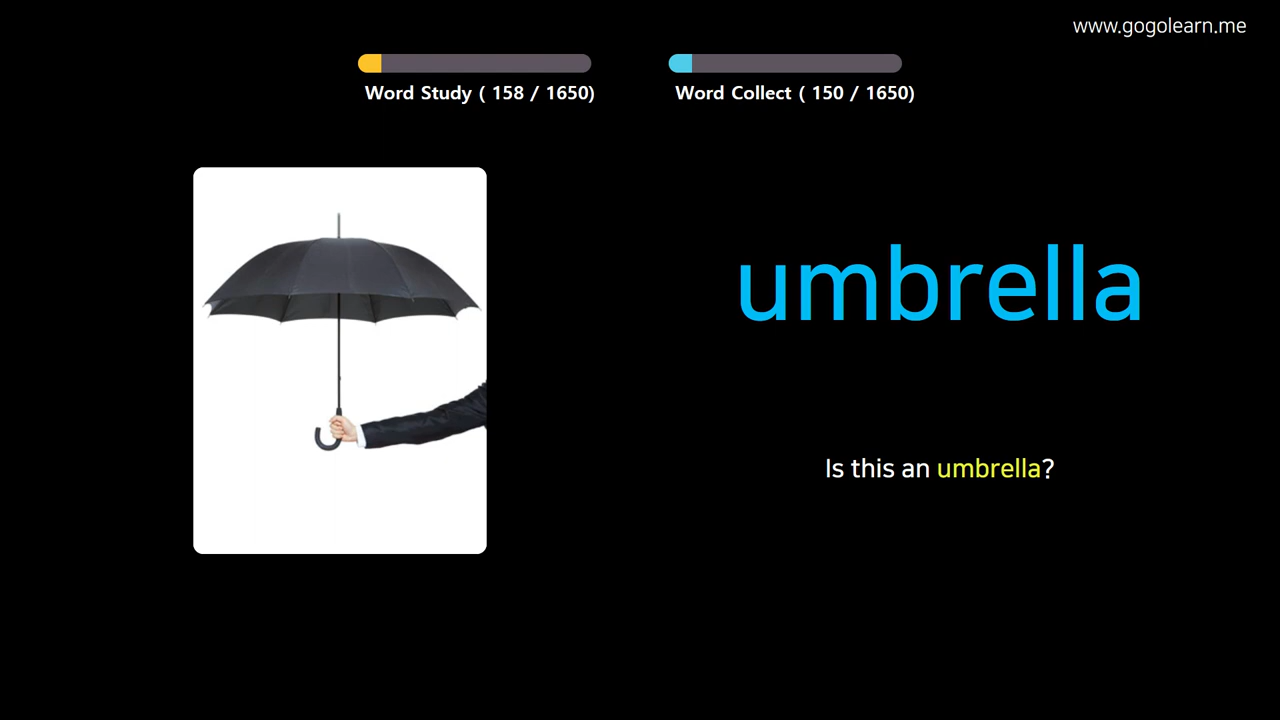 www.gogolearn.me
Word Study ( 158 / 1650)
Word Collect ( 150 / 1650)
umbrella
Is this an umbrella?